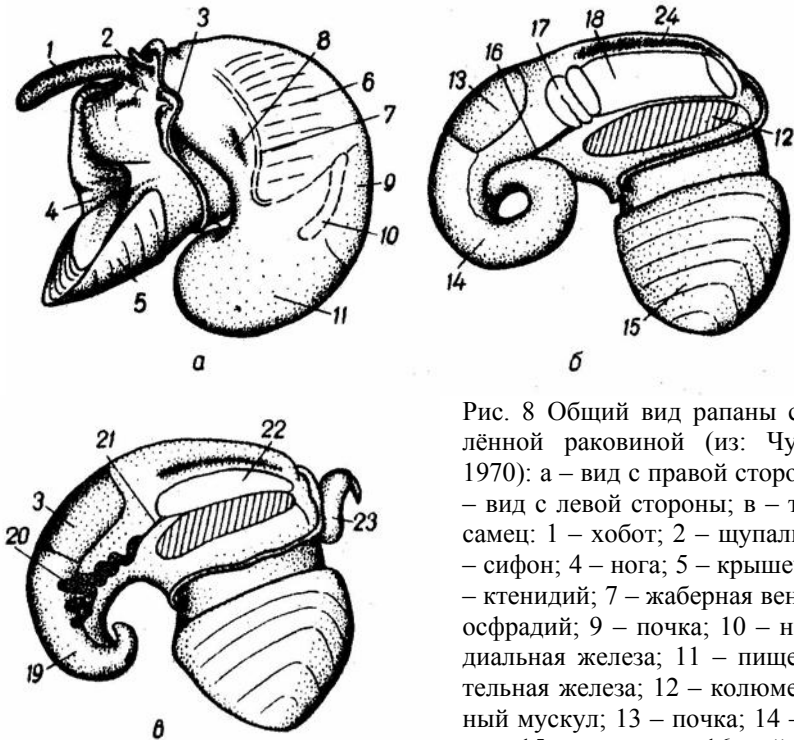 1 2 3 8 6 7 9 10 11 5 4
а
16 17 18 24 13 12 14 15
б
21 22 3 20 19 23
в
Рис. 8 Общий вид рапаны с
лённой раковиной (из: Чу
1970): а – вид с правой сторо
– вид с левой стороны; в – т
самец: 1 – хобот; 2 – щупаль
– сифон; 4 – нога; 5 – крыше
– ктенидий; 7 – жаберная вен
осфрадий; 9 – почка; 10 – ни
диальная железа; 11 – пище
тельная железа; 12 – колюме
ный мускул; 13 – почка; 14 –